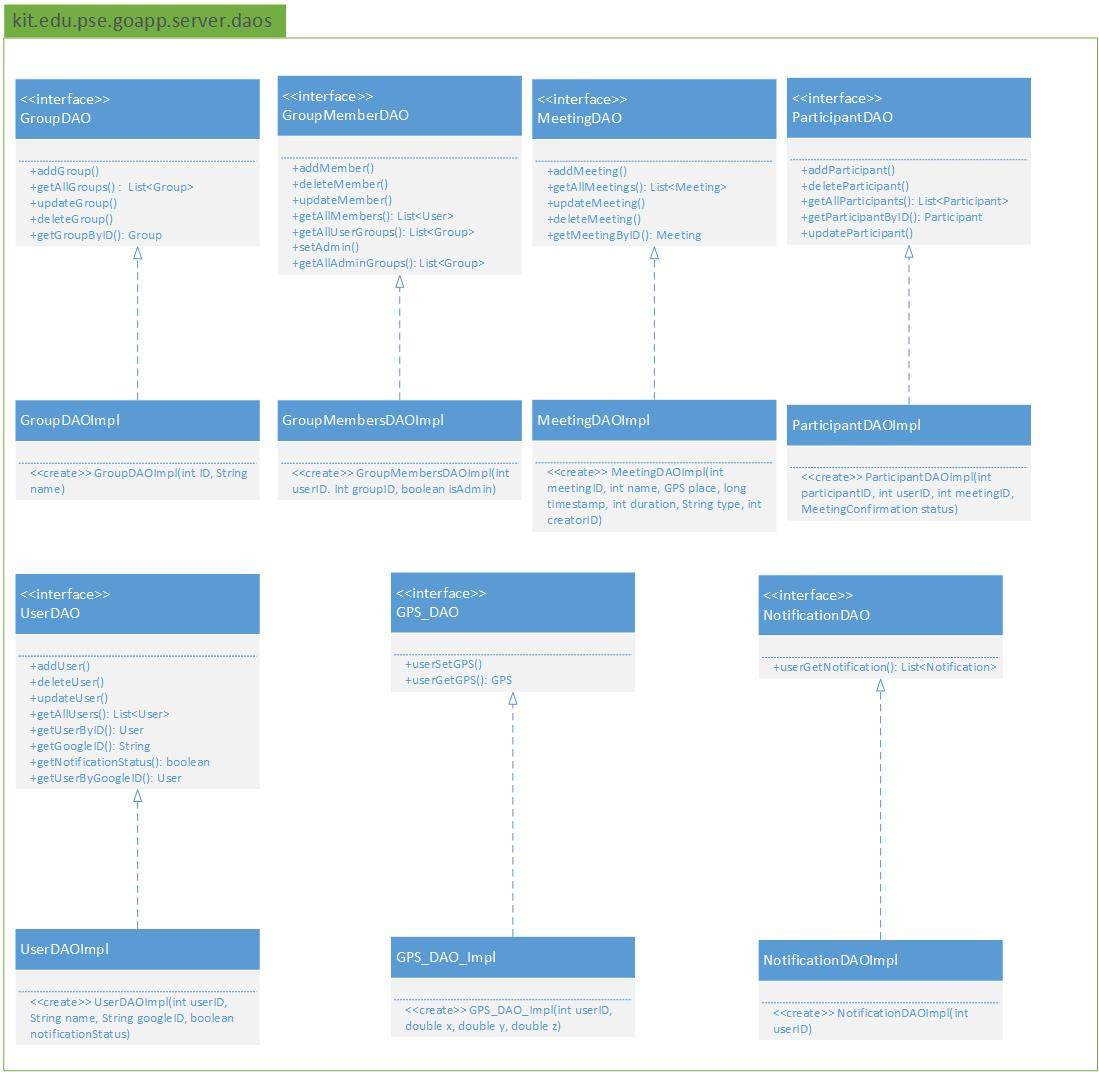 kit.edu.pse.goapp.server.daos
<<interface>>
GroupDAO
+addGroup()
+getAllGroups() : List<Group>
+updateGroup()
+deleteGroup()
+getGroupByID(): Group
<<interface>>
GroupMemberDAO
+addMember()
+deleteMember()
+updateMember()
+getAllMembers(): List<User>
+getAllUserGroups(): List<Group>
+setAdmin()
+getAllAdminGroups(): List<Group>
<<interface>>
MeetingDAO
+addMeeting()
+getAllMeetings(): List<Meeting>
+updateMeeting()
+deleteMeeting()
+getMeetingByID(): Meeting
<<interface>>
ParticipantDAO
+addParticipant()
+deleteParticipant()
+getAllParticipants(): List<Participant>
+getParticipantByID(): Participant
+updateParticipant()
GroupDAOImpl
<<create>> GroupDAOImpl(int ID, String
name)
GroupMembersDAOImpl
<<create>> GroupMembersDAOImpl(int
userID. int groupID, boolean isAdmin)
MeetingDAOImpl
<<create>> MeetingDAOImpl(int
meetingID, int name, GPS place, long
timestamp, int duration, String type, int
creatorID)
ParticipantDAOImpl
<<create>> ParticipantDAOImpl(int
participantID, int userID, int meetingID,
MeetingConfirmation status)
<<interface>>
UserDAO
+addUser()
+deleteUser()
+updateUser()
+getAllUsers(): List<User>
+getUserByID(): User
+getGoogleID(): String
+getNotificationStatus(): boolean
+getUserByGoogleID(): User
<<interface>>
GPS_DAO
+userSetGPS()
+userGetGPS(): GPS
<<interface>>
NotificationDAO
+userGetNotification(): List<Notification>
UserDAOImpl
<<create>> UserDAOImpl(int userID,
String name, String googleID, boolean
notificationStatus)
GPS_DAO_Impl
<<create>> GPS_DAO_Impl(int userID,
double x, double y, double z)
NotificationDAOImpl
<<create>> NotificationDAOImpl(int
userID)